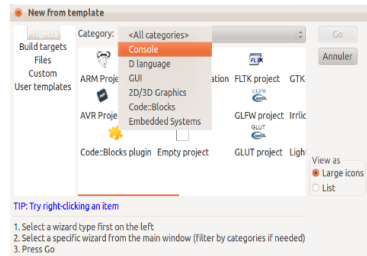 New from template
Projects
Build targets
Files
Custom
User templates
Category:
<All categories>
Console
D language
GUI
2D/3D Graphics
Code::Blocks
Embedded Systems
Go
Annuler
ARM Proje
ation
FLTK project
GTK
AVR Proje
GLFW project
Irrlic
Code::Blocks plugin
Empty project
GLUT project
Light
View as
Large icons
List
TIP: Try right-clicking an item
1. Select a wizard type first on the left
2. Select a specific wizard from the main window (filter by categories if needed)
3. Press Go